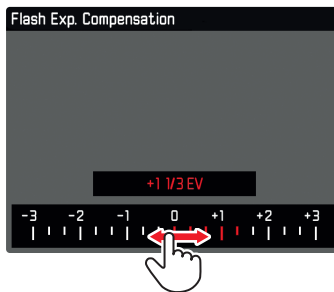 Flash Exp. Compensation
+1 1/3 EV
-3 -2 -1 0 +1 +2 +3